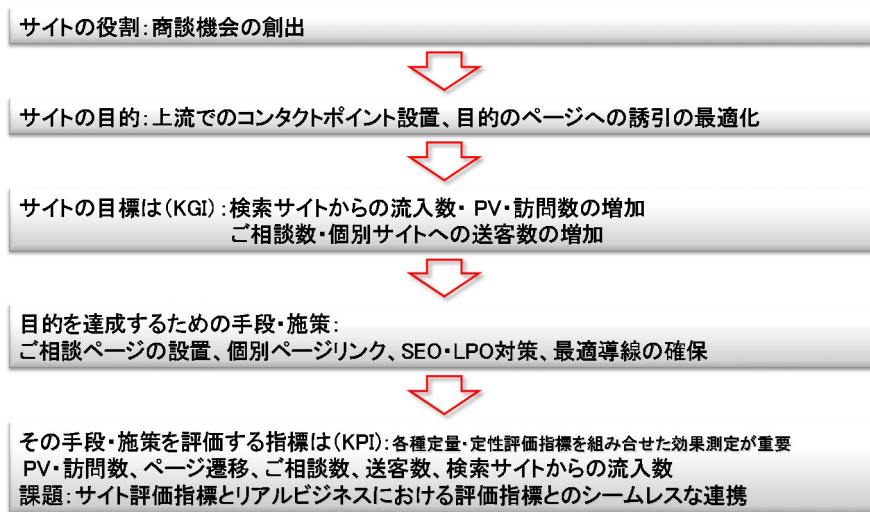 サイトの役割:商談機会の創出
サイトの目的:上流でのコンタクトポイント設置、目的のページへの誘引の最適化
サイトの目標は(KGI):検索サイトからの流入数・ PV・訪問数の増加
ご相談数・個別サイトへの送客数の増加
目的を達成するための手段・施策:
ご相談ページの設置、個別ページリンク、SEO・LPO対策、最適導線の確保
その手段・施策を評価する指標は(KPI):各種定量・定性評価指標を組み合せた効果測定が重要
PV・訪問数、ページ遷移、ご相談数、送客数、検索サイトからの流入数
課題:サイト評価指標とリアルビジネスにおける評価指標とのシームレスな連携